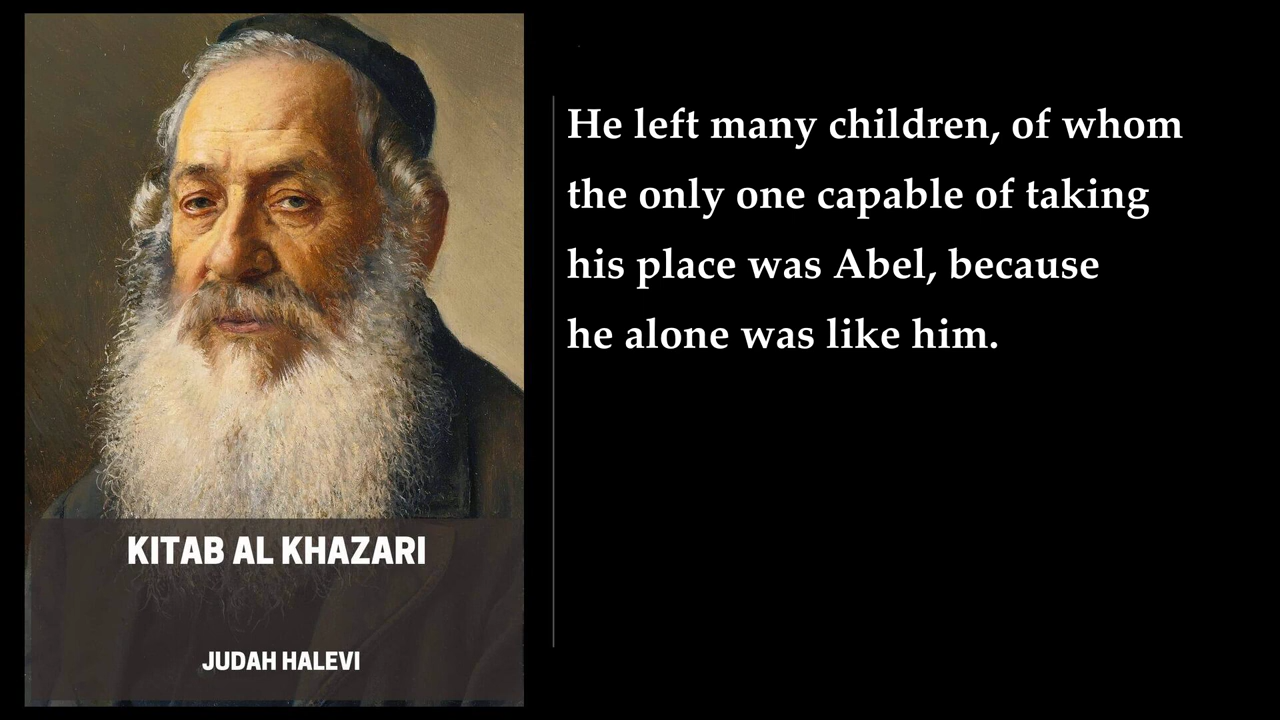 He left many children, of whom
the only one capable of taking
his place was Abel, because
he alone was like him.
KITAB AL KHAZARI
JUDAH HALEVI